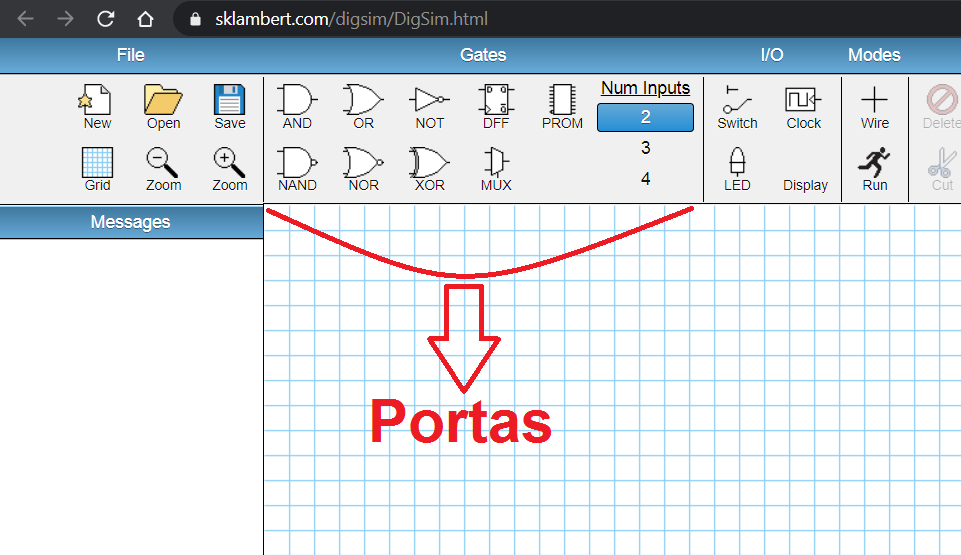 sklambert.com/digsim/DigSim.html
File Gates I/O Modes
New Open Save AND OR NOT DFF PROM Num Inputs 2 Switch Clock Wire Delete
3
Grid Zoom Zoom NAND NOR XOR MUX 4 LED Display Run Cut
Messages
Portas